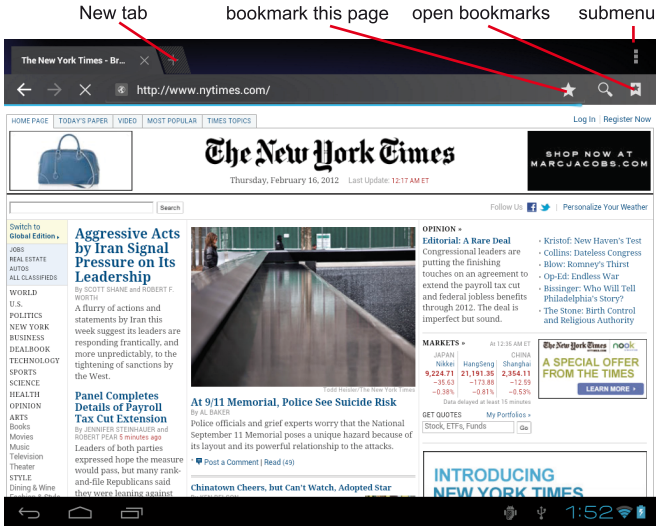 New tab
bookmark this page
open bookmarks
submenu
The New York Times - Br...
http://www.nytimes.com/
HOME PAGE
TODAY'S PAPER
VIDEO
MOST POPULAR
TIMES TOPICS
Log In
Register Now
The New York Times
Thursday, February 16, 2012
Last Update: 12:17 AM ET
SHOP NOW AT
MARCJACOBS.COM
Search
Follow Us
Personalize Your Weather
Switch to
Global Edition
JOBS
REAL ESTATE
AUTOS
ALL CLASSIFIEDS
WORLD
U.S.
POLITICS
NEW YORK
BUSINESS
DEALBOOK
TECHNOLOGY
SPORTS
SCIENCE
HEALTH
OPINION
ARTS
Books
Movies
Music
Television
Theater
STYLE
Dining & Wine
Fashion & Style
Aggressive Acts
by Iran Signal
Pressure on Its
Leadership
By SCOTT SHANE and ROBERT F.
WORTH
A flurry of actions and
statements by Iran this
week suggest its leaders are
responding frantically, and
more unpredictably, to the
tightening of sanctions by
the West.
Panel Completes
Details of Payroll
Tax Cut Extension
By JENNIFER STEINHAUER and
ROBERT PEAR 5 minutes ago
Leaders of both parties
expressed hope the measure
would pass, but many rank-
and-file Republicans said
they were leaning against
Todd Heisler/The New York Times
At 9/11 Memorial, Police See Suicide Risk
By AL BAKER
Police officials and grief experts worry that the National
September 11 Memorial poses a unique hazard because of
its layout and its powerful relationship to the attacks.
Post a Comment | Read (49)
Chinatown Cheers, but Can't Watch, Adopted Star
OPINION »
Editorial: A Rare Deal
Congressional leaders are
putting the finishing
touches on an agreement to
extend the payroll tax cut
and federal jobless benefits
through 2012. The deal is
imperfect but sound.
Kristof: New Haven's Test
Collins: Dateless Congress
Blow: Romney's Thirst
Op-Ed: Endless War
Bissinger: Who Will Tell
Philadelphia's Story?
The Stone: Birth Control
and Religious Authority
MARKETS »
At 12:35 AM ET
JAPAN
CHINA
Nikkei
HangSeng
Shanghai
9,224.71
21,191.35
2,354.11
−35.63
−173.88
−12.59
−0.38%
−0.81%
−0.53%
Data delayed at least 15 minutes
GET QUOTES
My Portfolios »
Stock, ETFs, Funds
Go
The New York Times
nook
A SPECIAL OFFER
FROM THE TIMES
LEARN MORE ›
INTRODUCING
NEW YORK TIMES
1:52